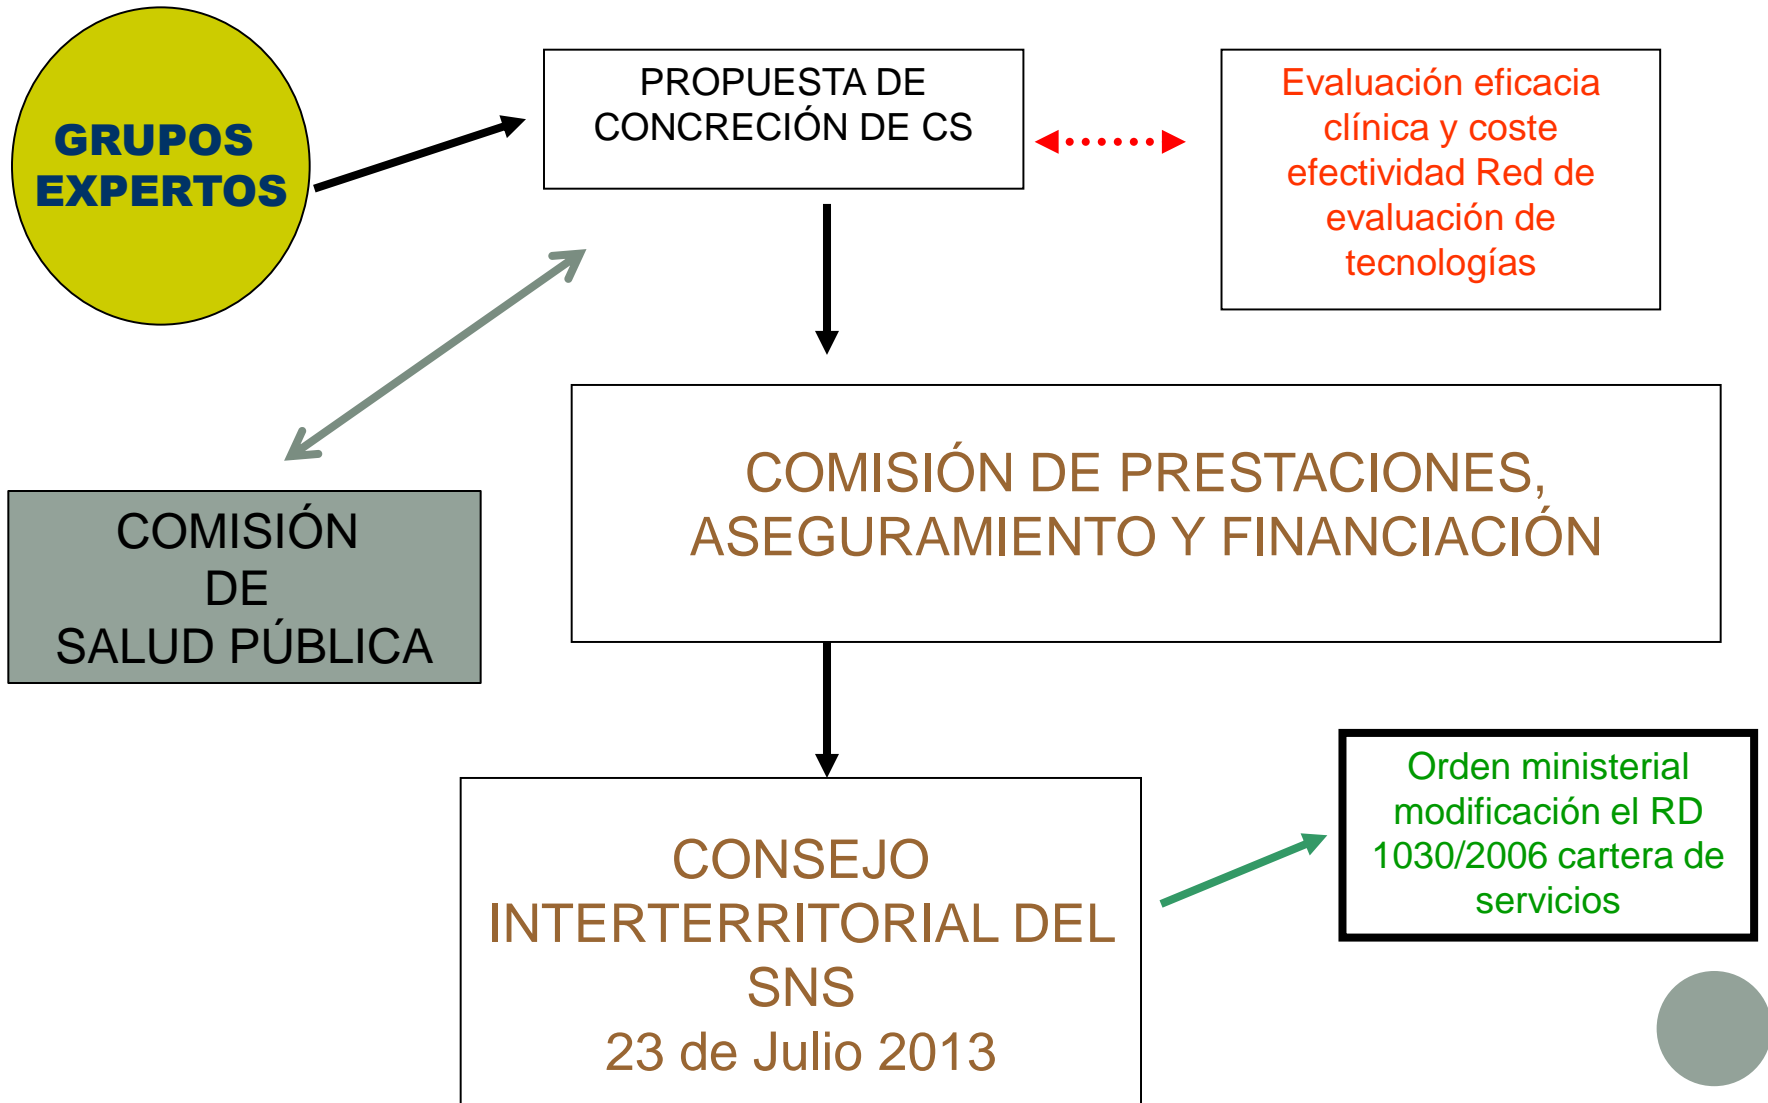 GRUPOS
EXPERTOS
PROPUESTA DE
CONCRECIÓN DE CS
Evaluación eficacia
clínica y coste
efectividad Red de
evaluación de
tecnologías
COMISIÓN DE PRESTACIONES,
ASEGURAMIENTO Y FINANCIACIÓN
COMISIÓN
DE
SALUD PÚBLICA
CONSEJO
INTERTERRITORIAL DEL
SNS
23 de Julio 2013
Orden ministerial
modificación el RD
1030/2006 cartera de
servicios